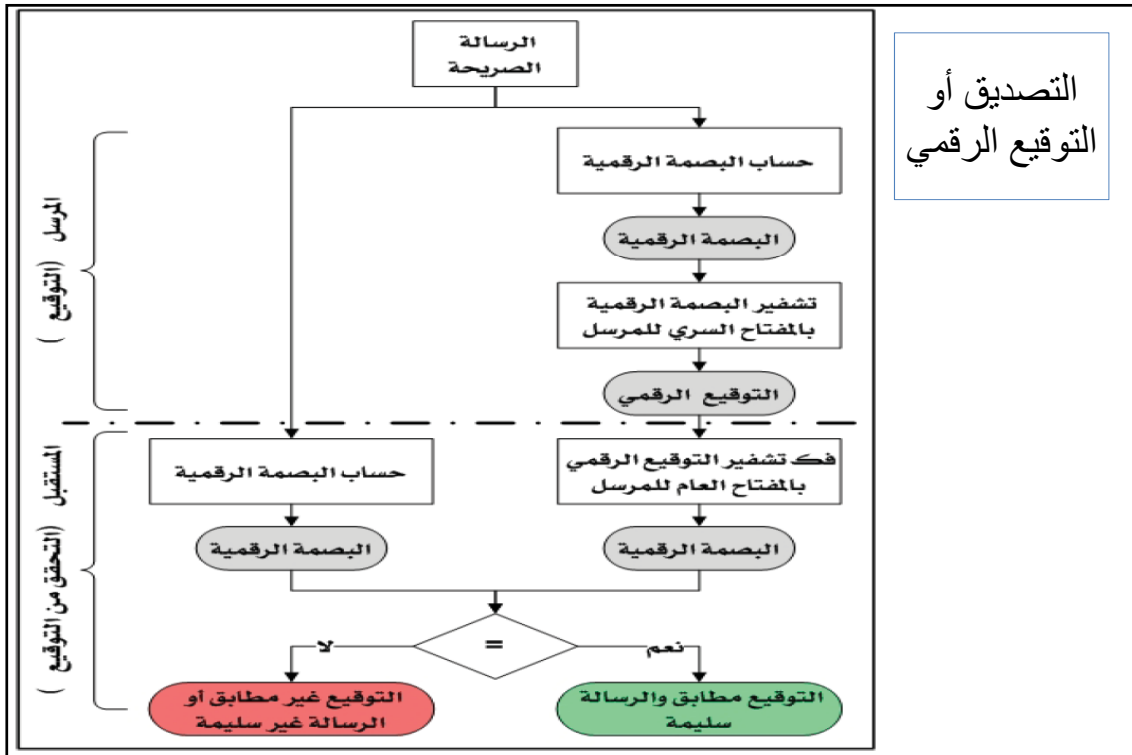 التصديق أو
التوقيع الرقمي
الرسالة
الصريحة
المرسل (التوقيع)
حساب البصمة الرقمية
البصمة الرقمية
تشفير البصمة الرقمية
بالمفتاح السري للمرسل
التوقيع الرقمي
المستقبل (التحقق من التوقيع)
فك تشفير التوقيع الرقمي
بالمفتاح العام للمرسل
حساب البصمة الرقمية
البصمة الرقمية
البصمة الرقمية
=
نعم
لا
التوقيع مطابق والرسالة
سليمة
التوقيع غير مطابق أو
الرسالة غير سليمة